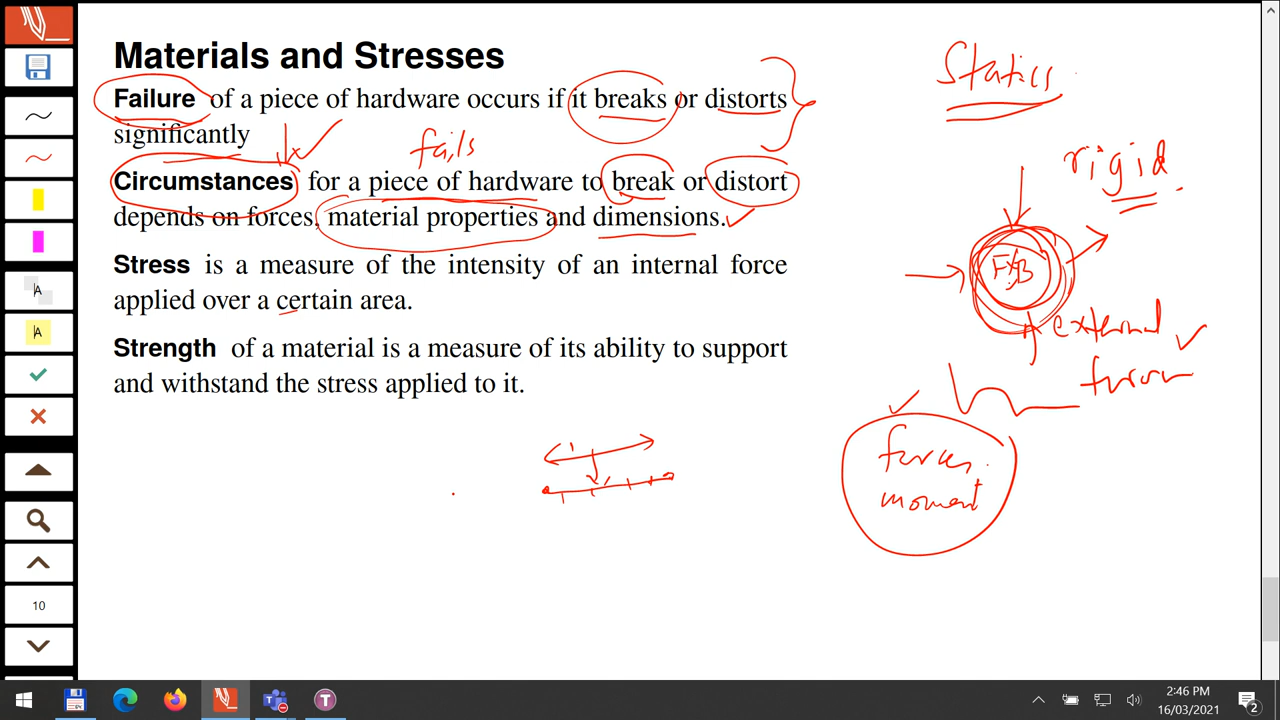 Materials and Stresses
Failure of a piece of hardware occurs if it breaks or distorts
significantly
fails
Circumstances for a piece of hardware to break or distort
depends on forces, material properties and dimensions.
Stress is a measure of the intensity of an internal force
applied over a certain area.
Strength of a material is a measure of its ability to support
and withstand the stress applied to it.
Statics
rigid
external
forces
moment
A
A
10
T
2:46 PM
16/03/2021
2